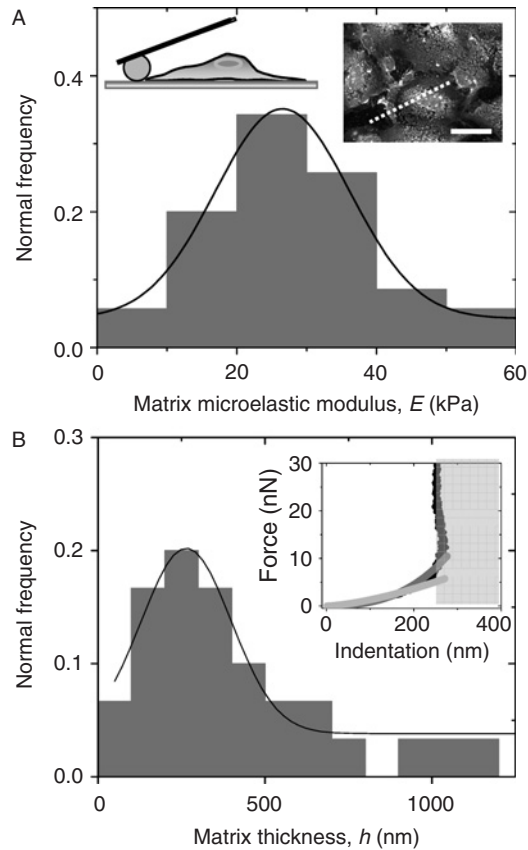 A
Normal frequency
0.4
0.2
0.0
0 20 40 60
Matrix microelastic modulus, E (kPa)
B
Normal frequency
0.3
0.2
0.1
0.0
0 500 1000
Matrix thickness, h (nm)
Force (nN)
30
20
10
0
0 200 400
Indentation (nm)